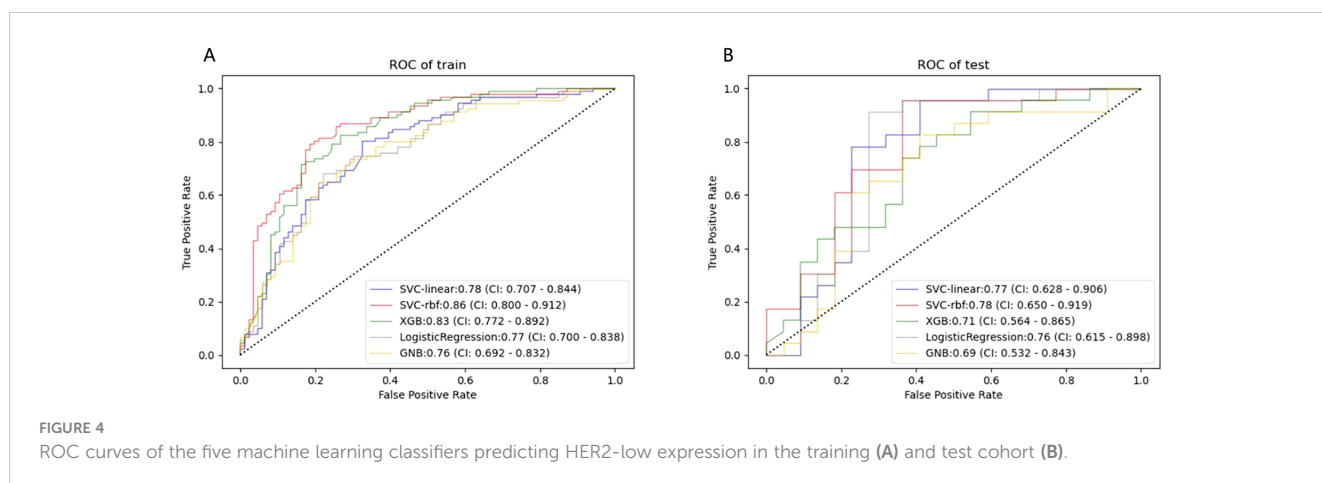 A
ROC of train
1.0
0.8
0.6
0.4
0.2
0.0
True Positive Rate
SVC-linear:0.78 (CI: 0.707 - 0.844)
SVC-rbf:0.86 (CI: 0.800 - 0.912)
XGB:0.83 (CI: 0.772 - 0.892)
LogisticRegression:0.77 (CI: 0.700 - 0.838)
GNB:0.76 (CI: 0.692 - 0.832)
0.0 0.2 0.4 0.6 0.8 1.0
False Positive Rate
B
ROC of test
1.0
0.8
0.6
0.4
0.2
0.0
True Positive Rate
SVC-linear:0.77 (CI: 0.628 - 0.906)
SVC-rbf:0.78 (CI: 0.650 - 0.919)
XGB:0.71 (CI: 0.564 - 0.865)
LogisticRegression:0.76 (CI: 0.615 - 0.898)
GNB:0.69 (CI: 0.532 - 0.843)
0.0 0.2 0.4 0.6 0.8 1.0
False Positive Rate
FIGURE 4
ROC curves of the five machine learning classifiers predicting HER2-low expression in the training (A) and test cohort (B).